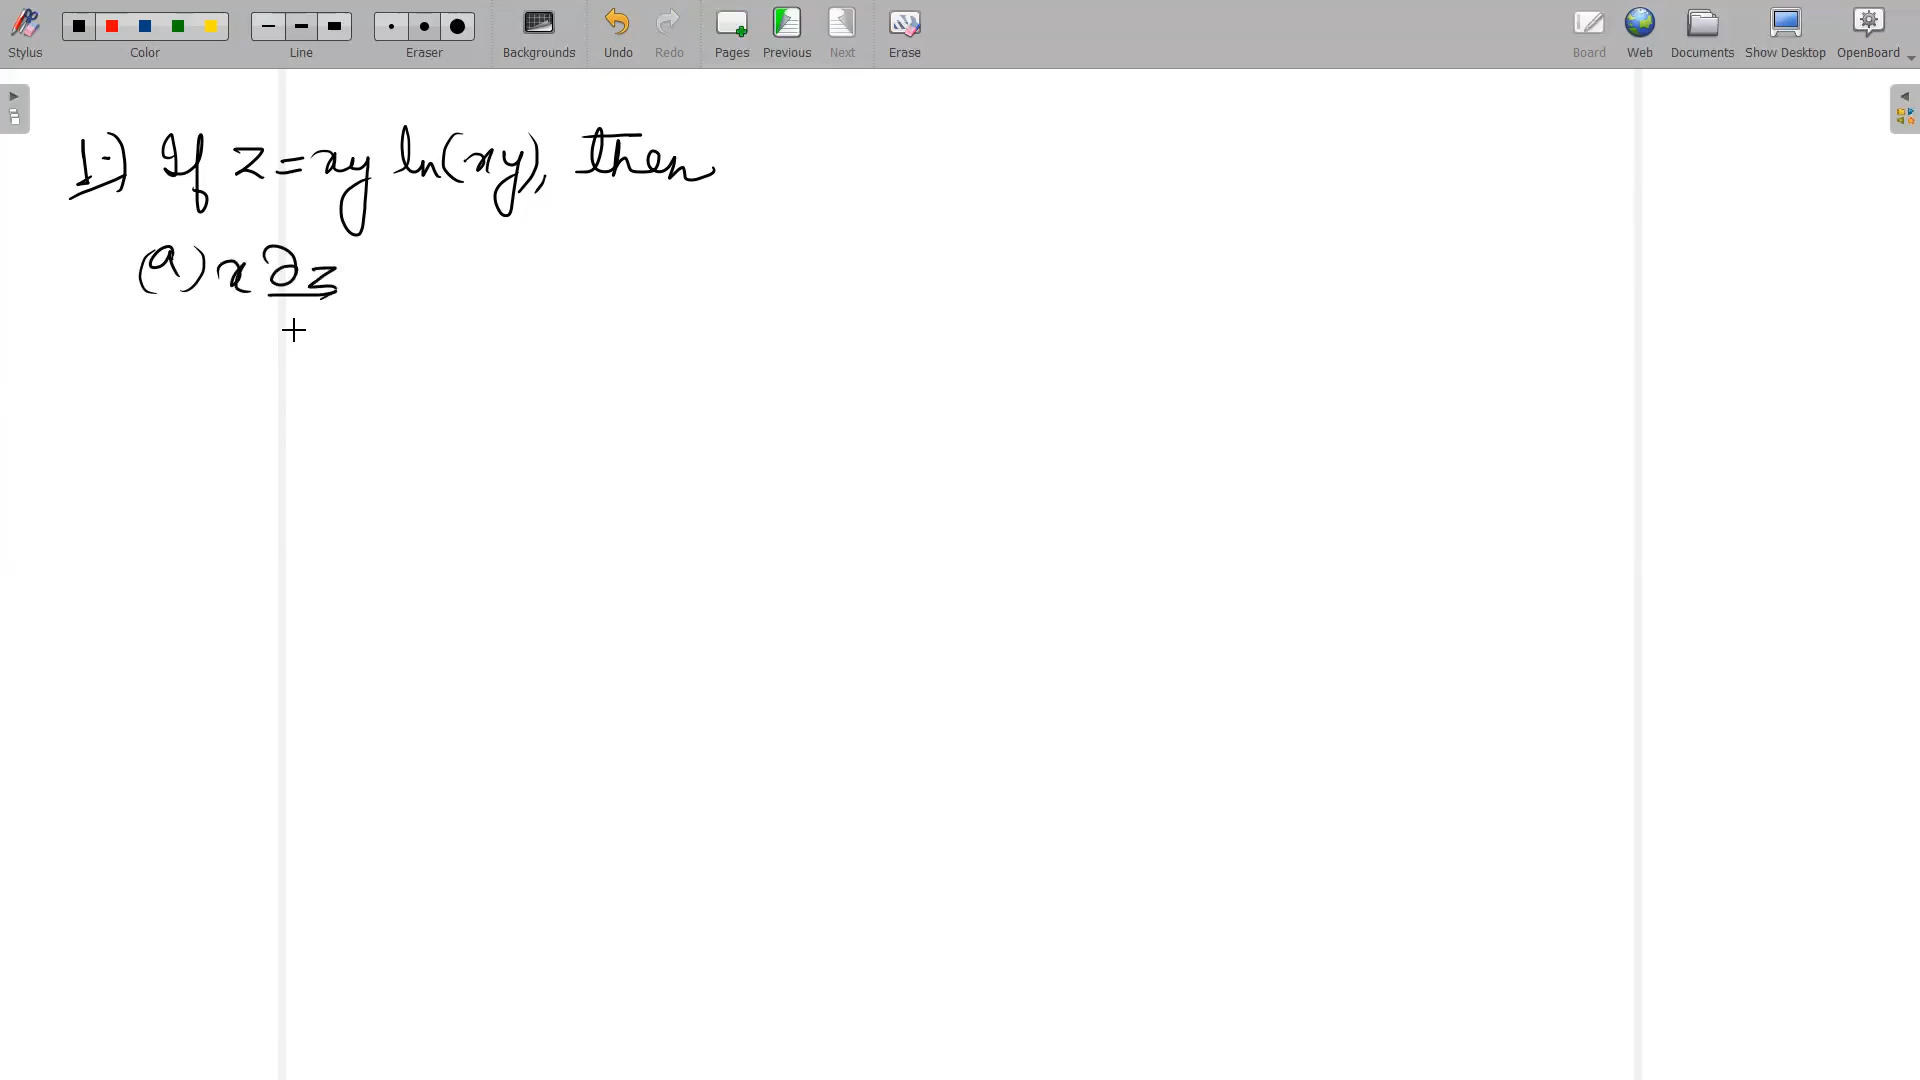 Stylus Color Line Eraser Backgrounds Undo Redo Pages Previous Next Erase Board Web Documents Show Desktop OpenBoard
1-) If z=xy ln(xy), then
(a) x ∂z